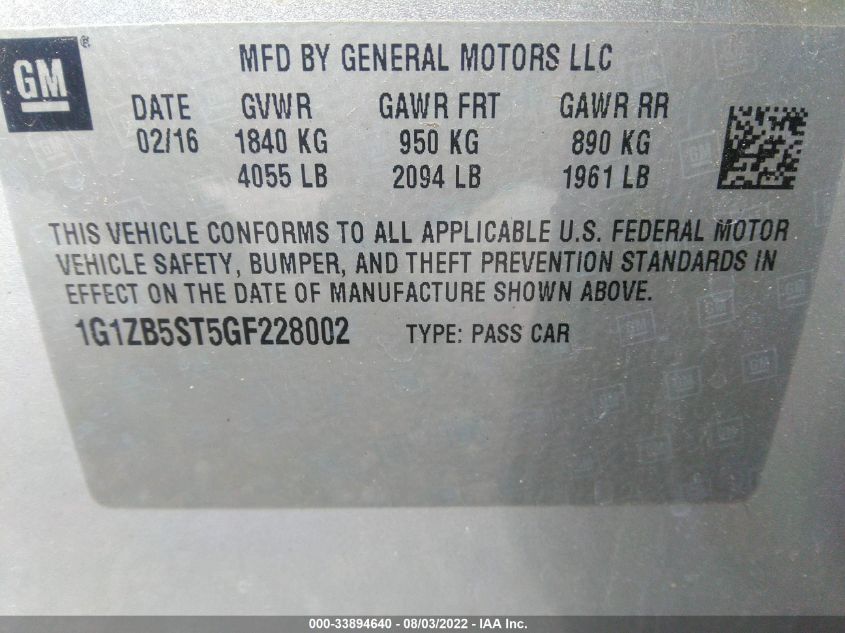 GM®
MFD BY GENERAL MOTORS LLC
DATE GVWR GAWR FRT GAWR RR
02/16 1840 KG 950 KG 890 KG
4055 LB 2094 LB 1961 LB
THIS VEHICLE CONFORMS TO ALL APPLICABLE U.S. FEDERAL MOTOR
VEHICLE SAFETY, BUMPER, AND THEFT PREVENTION STANDARDS IN
EFFECT ON THE DATE OF MANUFACTURE SHOWN ABOVE.
1G1ZB5ST5GF228002 TYPE: PASS CAR
000-33894640 - 08/03/2022 - IAA Inc.